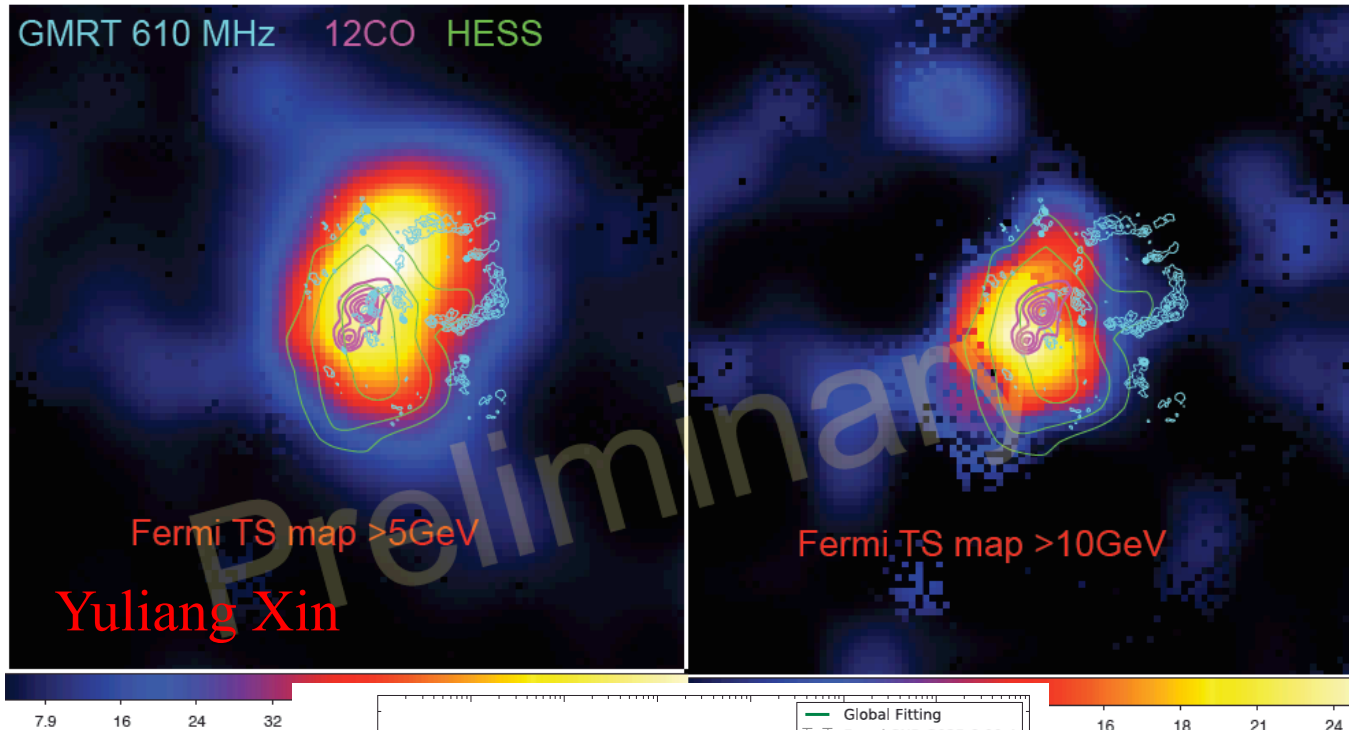 GMRT 610 MHz 12CO HESS
Preliminary
Fermi TS map >5GeV
Fermi TS map >10GeV
Yuliang Xin
7.9 16 24 32
16 18 21 24
Global Fitting